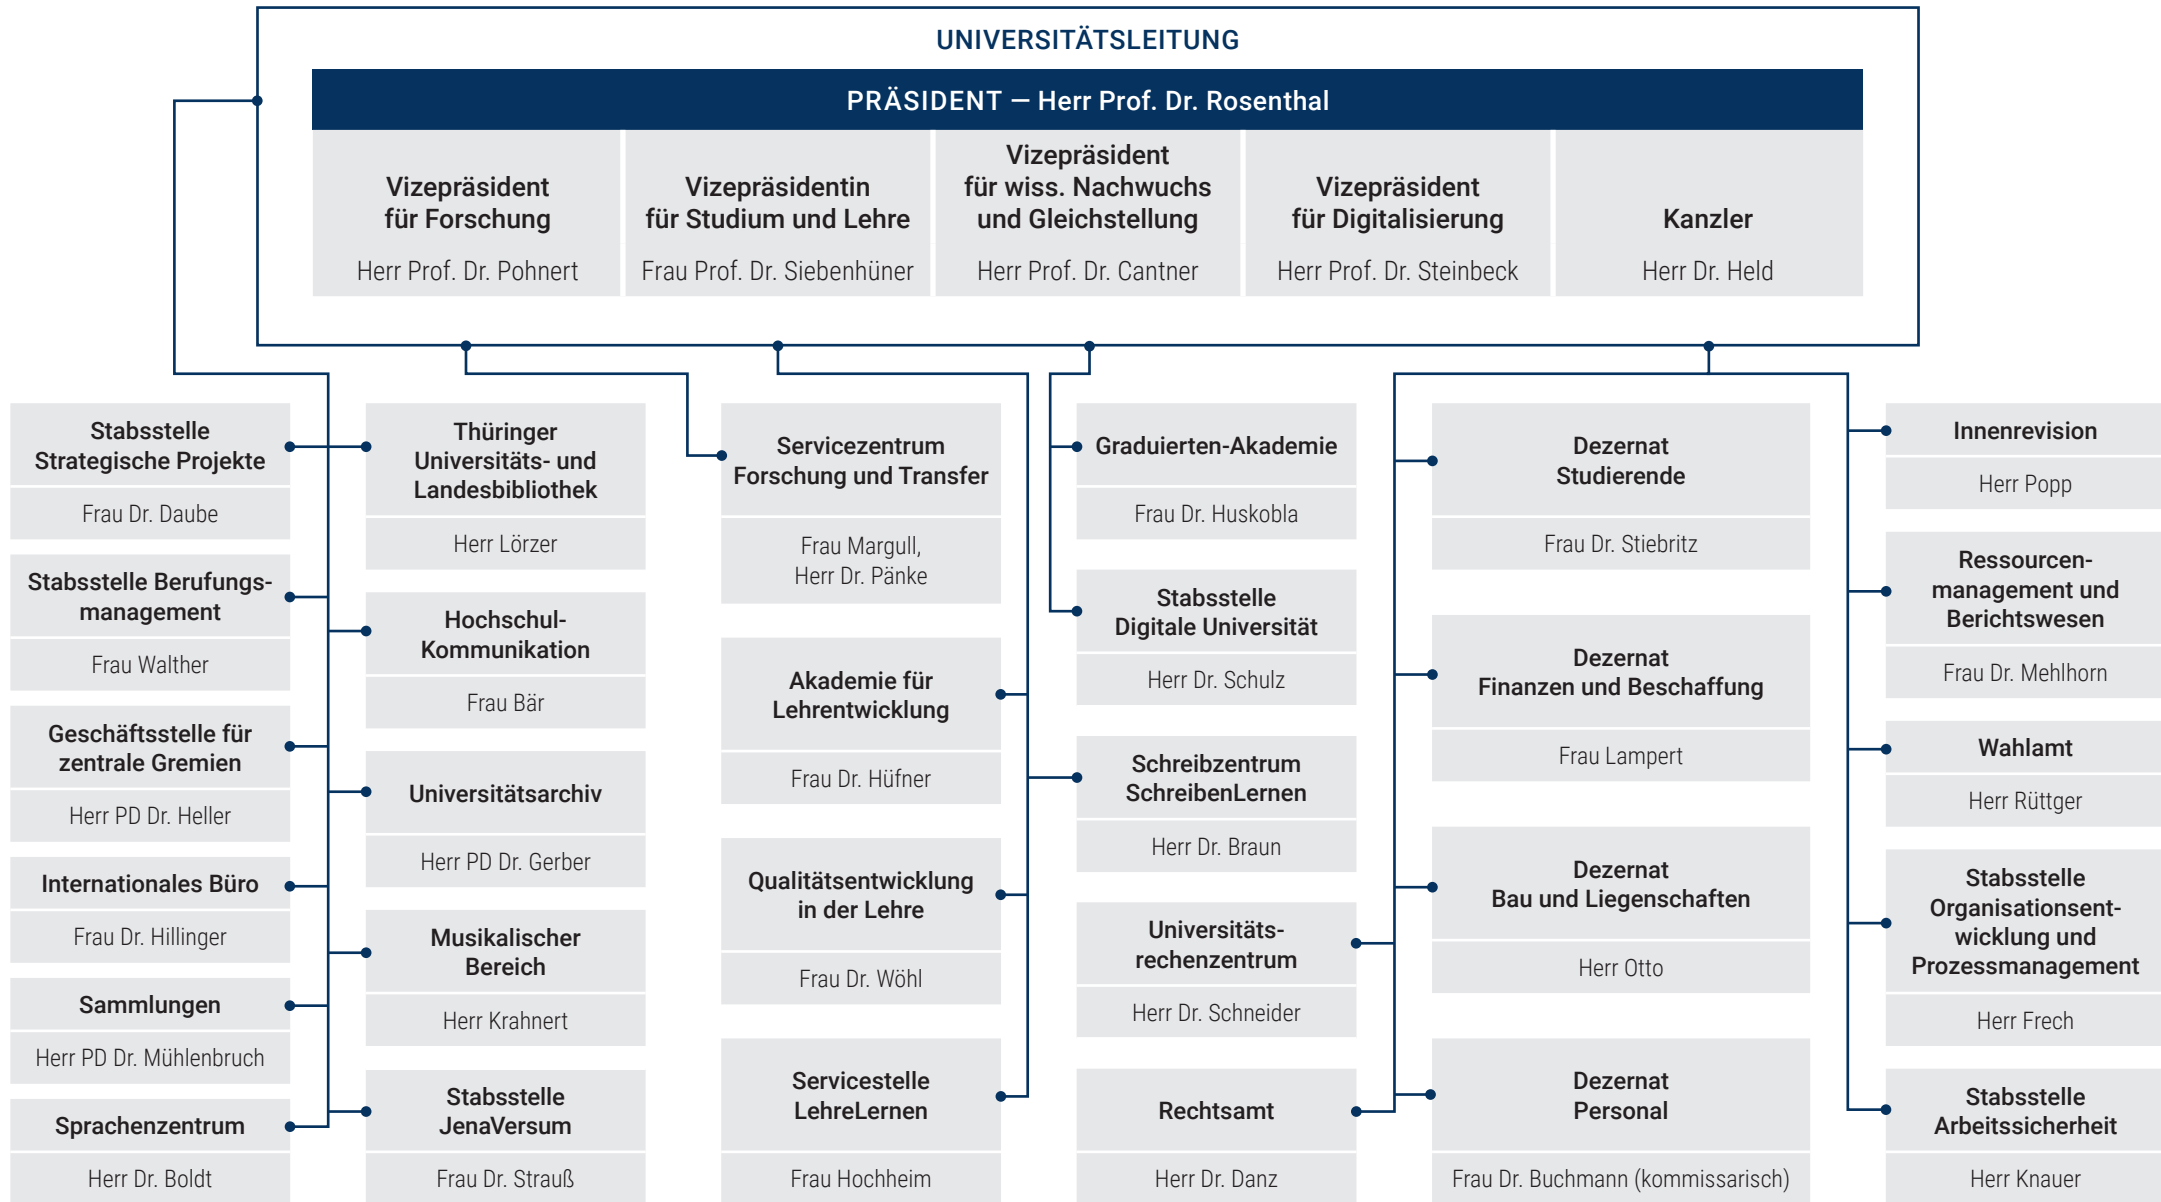 UNIVERSITÄTSLEITUNG
PRÄSIDENT — Herr Prof. Dr. Rosenthal
Vizepräsident
für Forschung
Herr Prof. Dr. Pohnert
Vizepräsidentin
für Studium und Lehre
Frau Prof. Dr. Siebenhüner
Vizepräsident
für wiss. Nachwuchs
und Gleichstellung
Herr Prof. Dr. Cantner
Vizepräsident
für Digitalisierung
Herr Prof. Dr. Steinbeck
Kanzler
Herr Dr. Held
Stabsstelle
Strategische Projekte
Frau Dr. Daube
Stabsstelle Berufungs-
management
Frau Walther
Geschäftsstelle für
zentrale Gremien
Herr PD Dr. Heller
Internationales Büro
Frau Dr. Hillinger
Sammlungen
Herr PD Dr. Mühlenbruch
Sprachenzentrum
Herr Dr. Boldt
Thüringer
Universitäts- und
Landesbibliothek
Herr Lörzer
Hochschul-
Kommunikation
Frau Bär
Universitätsarchiv
Herr PD Dr. Gerber
Musikalischer
Bereich
Herr Krahnert
Stabsstelle
JenaVersum
Frau Dr. Strauß
Servicezentrum
Forschung und Transfer
Frau Margull,
Herr Dr. Pänke
Akademie für
Lehrentwicklung
Frau Dr. Hüfner
Qualitätsentwicklung
in der Lehre
Frau Dr. Wöhl
Servicestelle
LehreLernen
Frau Hochheim
Graduierten-Akademie
Frau Dr. Huskobla
Stabsstelle
Digitale Universität
Herr Dr. Schulz
Schreibzentrum
SchreibenLernen
Herr Dr. Braun
Universitäts-
rechenzentrum
Herr Dr. Schneider
Rechtsamt
Herr Dr. Danz
Dezernat
Studierende
Frau Dr. Stiebritz
Dezernat
Finanzen und Beschaffung
Frau Lampert
Dezernat
Bau und Liegenschaften
Herr Otto
Dezernat
Personal
Frau Dr. Buchmann (kommissarisch)
Innenrevision
Herr Popp
Ressourcen-
management und
Berichtswesen
Frau Dr. Mehlhorn
Wahlamt
Herr Rüttger
Stabsstelle
Organisationsent-
wicklung und
Prozessmanagement
Herr Frech
Stabsstelle
Arbeitssicherheit
Herr Knauer